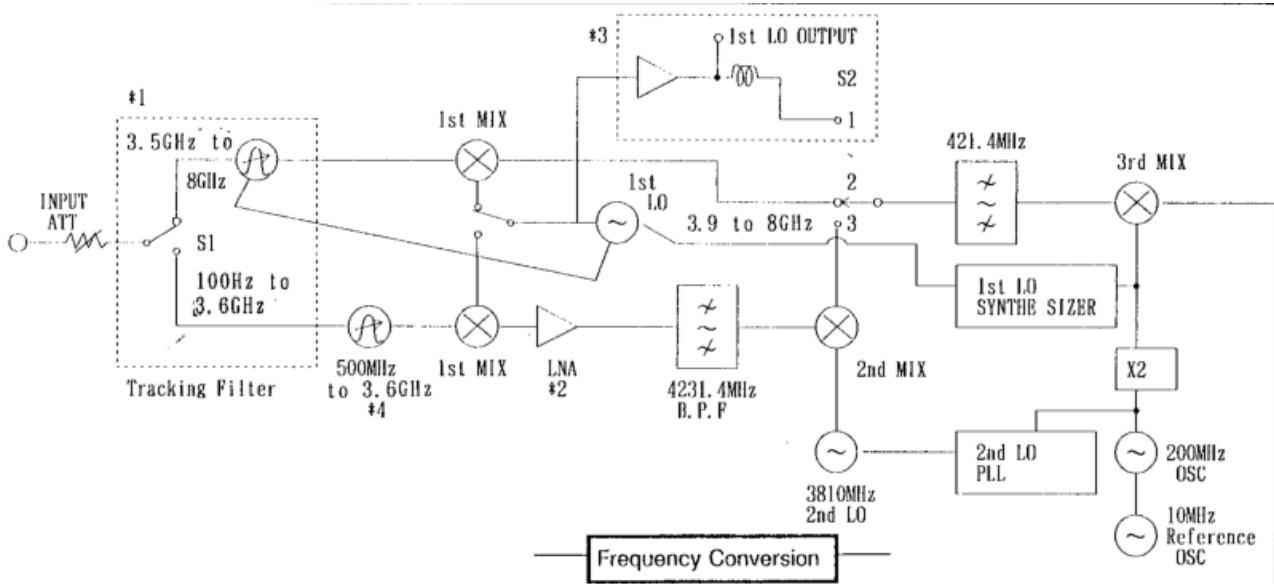 *3
1st LO OUTPUT
S2
1
*1
3.5GHz to
8GHz
1st MIX
1st
LO
2
421.4MHz
3rd MIX
INPUT
ATT
S1
3.9 to 8GHz
3
100Hz to
3.6GHz
1st LO
SYNTHE SIZER
Tracking Filter
500MHz
to 3.6GHz
*4
1st MIX
LNA
*2
4231.4MHz
B.P.F
2nd MIX
X2
2nd LO
PLL
200MHz
OSC
3810MHz
2nd LO
10MHz
Reference
OSC
Frequency Conversion